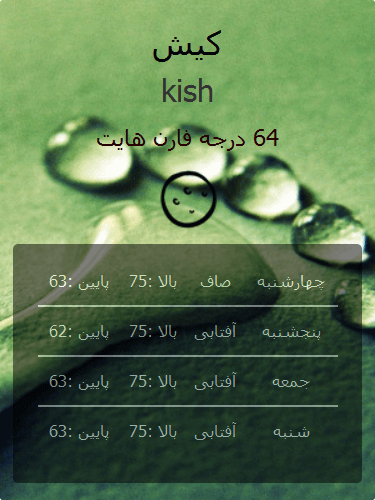 کیش
kish
64 درجه فارن هایت
چهارشنبه صاف بالا :75 پایین :63
پنجشنبه آفتابی بالا :75 پایین :62
جمعه آفتابی بالا :75 پایین :63
شنبه آفتابی بالا :75 پایین :63